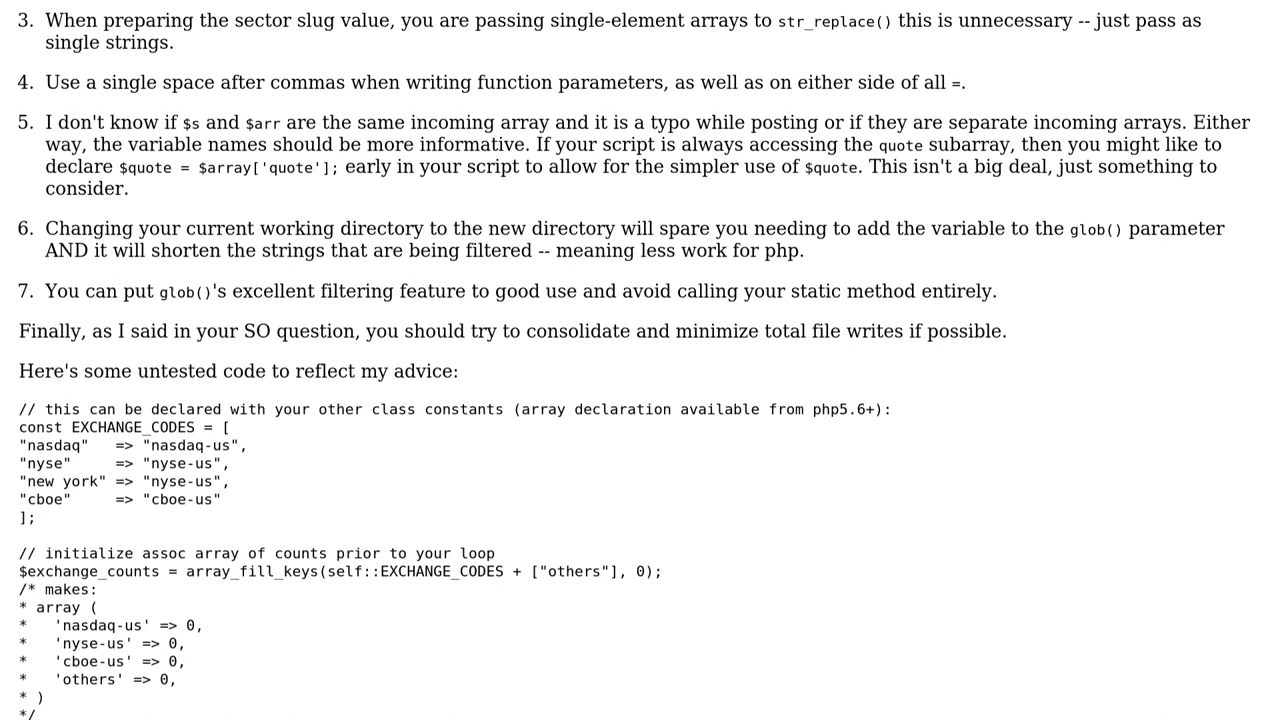 3. When preparing the sector slug value, you are passing single-element arrays to str_replace() this is unnecessary -- just pass as
single strings.
4. Use a single space after commas when writing function parameters, as well as on either side of all =.
5. I don't know if $s and $arr are the same incoming array and it is a typo while posting or if they are separate incoming arrays. Either
way, the variable names should be more informative. If your script is always accessing the quote subarray, then you might like to
declare $quote = $array['quote']; early in your script to allow for the simpler use of $quote. This isn't a big deal, just something to
consider.
6. Changing your current working directory to the new directory will spare you needing to add the variable to the glob() parameter
AND it will shorten the strings that are being filtered -- meaning less work for php.
7. You can put glob()'s excellent filtering feature to good use and avoid calling your static method entirely.
Finally, as I said in your SO question, you should try to consolidate and minimize total file writes if possible.
Here's some untested code to reflect my advice:
// this can be declared with your other class constants (array declaration available from php5.6+):
const EXCHANGE_CODES = [
"nasdaq"   => "nasdaq-us",
"nyse"     => "nyse-us",
"new york" => "nyse-us",
"cboe"     => "cboe-us"
];
// initialize assoc array of counts prior to your loop
$exchange_counts = array_fill_keys(self::EXCHANGE_CODES + ["others"], 0);
/* makes:
* array (
*   'nasdaq-us' => 0,
*   'nyse-us' => 0,
*   'cboe-us' => 0,
*   'others' => 0,
* )
*/